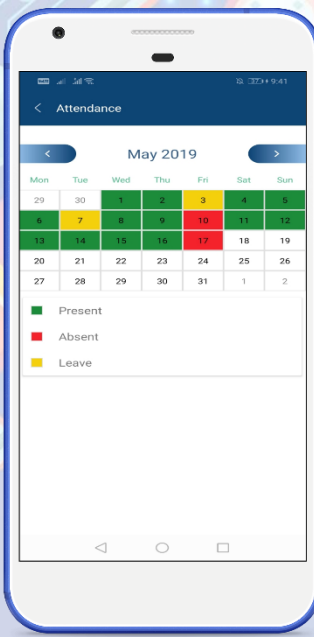 9:41
< Attendance
< May 2019 >
Mon Tue Wed Thu Fri Sat Sun
29 30 1 2 3 4 5
6 7 8 9 10 11 12
13 14 15 16 17 18 19
20 21 22 23 24 25 26
27 28 29 30 31 1 2
Present
Absent
Leave